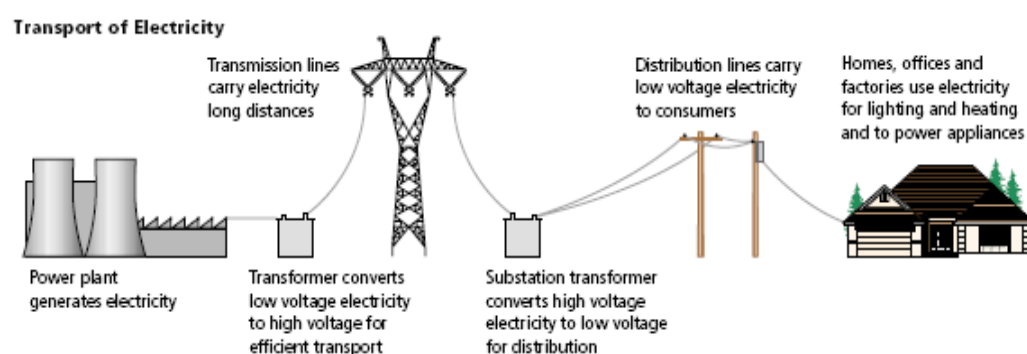 Transport of Electricity
Transmission lines
carry electricity
long distances
Distribution lines carry
low voltage electricity
to consumers
Homes, offices and
factories use electricity
for lighting and heating
and to power appliances
Power plant
generates electricity
Transformer converts
low voltage electricity
to high voltage for
efficient transport
Substation transformer
converts high voltage
electricity to low voltage
for distribution